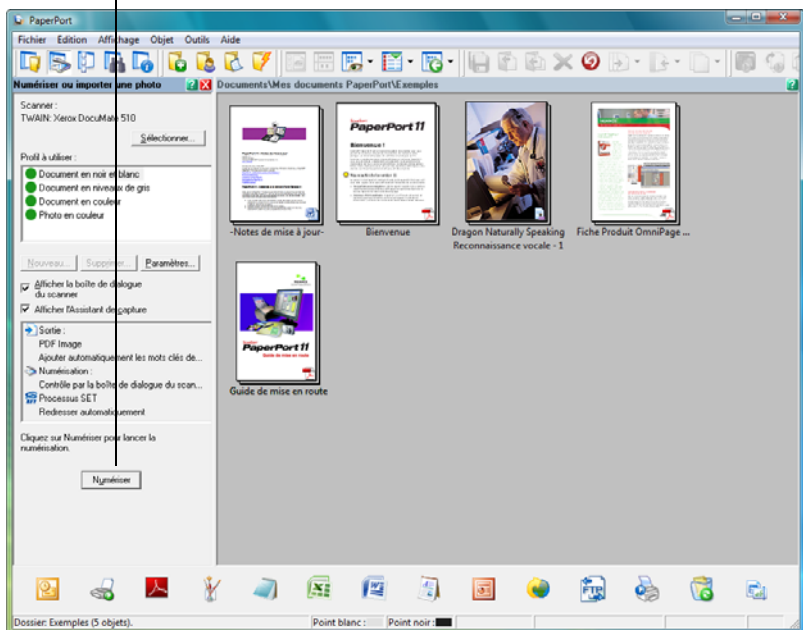 PaperPort
Fichier Edition Affichage Objet Outils Aide
Numériser ou importer une photo
Documents\Mes documents PaperPort\Exemples
Scanner :
TWAIN: Xerox DocuMate 510
Sélectionner...
Profil à utiliser :
Document en noir et blanc
Document en niveaux de gris
Document en couleur
Photo en couleur
Nouveau... Supprimer... Paramètres...
Afficher la boîte de dialogue
du scanner
Afficher l'Assistant de capture
Sortie :
PDF Image
Ajouter automatiquement les mots clés de...
Numérisation :
Contrôle par la boîte de dialogue du scan...
Processus SET
Redresser automatiquement
Cliquez sur Numériser pour lancer la
numérisation.
Numériser
PaperPort 11
Bienvenue !
-Notes de mise à jour-
Bienvenue
Dragon Naturally Speaking
Reconnaissance vocale - 1
Fiche Produit OmniPage ...
PaperPort 11
Guide de mise en route
Guide de mise en route
FTP
Dossier: Exemples (5 objets).
Point blanc :
Point noir :